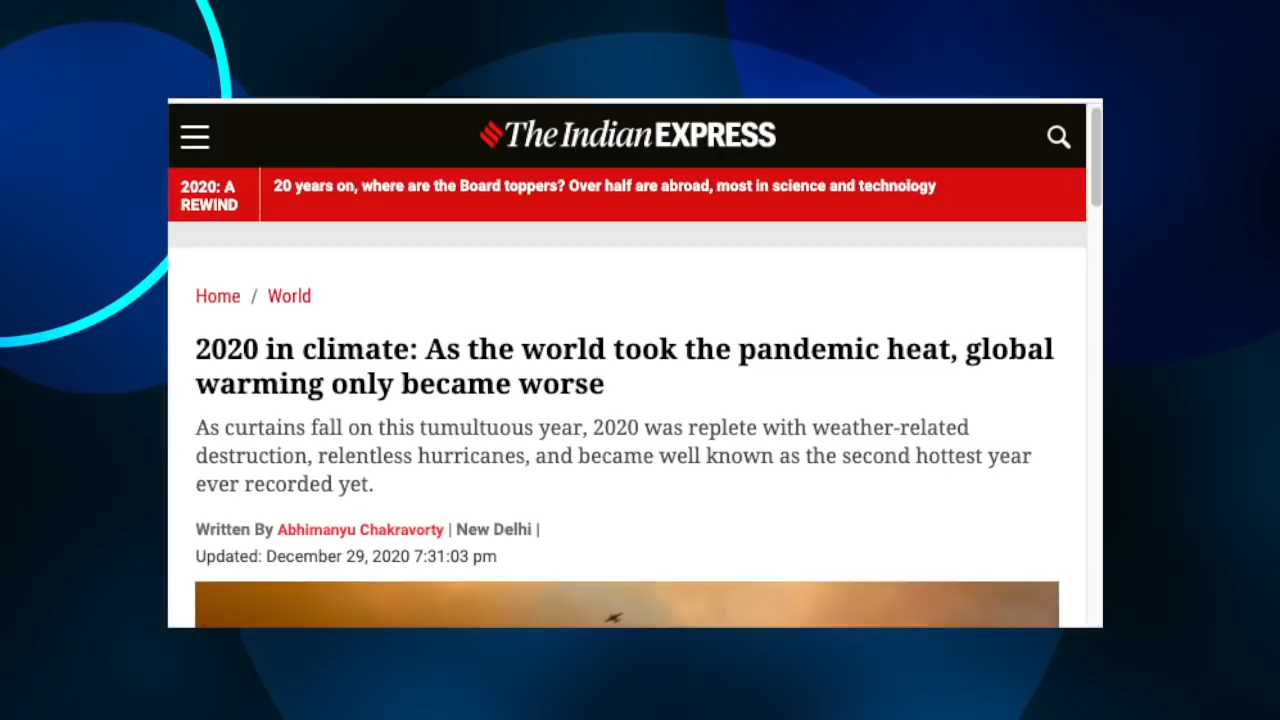 The Indian EXPRESS
2020: A
REWIND
20 years on, where are the Board toppers? Over half are abroad, most in science and technology
Home / World
2020 in climate: As the world took the pandemic heat, global
warming only became worse
As curtains fall on this tumultuous year, 2020 was replete with weather-related
destruction, relentless hurricanes, and became well known as the second hottest year
ever recorded yet.
Written By Abhimanyu Chakravorty | New Delhi |
Updated: December 29, 2020 7:31:03 pm